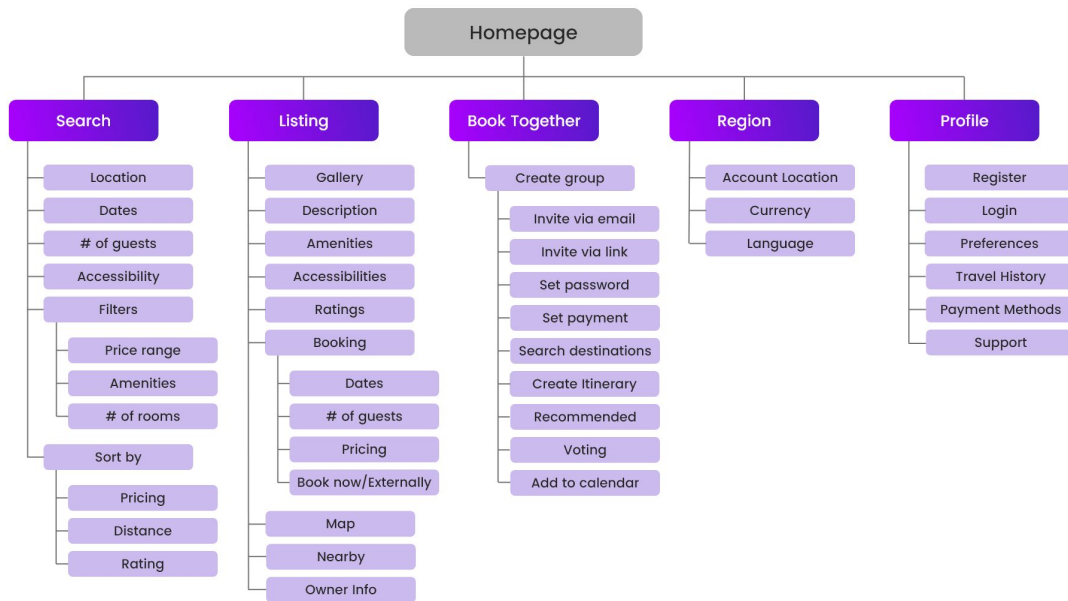 Homepage
Search
Location
Dates
# of guests
Accessibility
Filters
Price range
Amenities
# of rooms
Sort by
Pricing
Distance
Rating
Listing
Gallery
Description
Amenities
Accessibilities
Ratings
Booking
Dates
# of guests
Pricing
Book now/Externally
Map
Nearby
Owner Info
Book Together
Create group
Invite via email
Invite via link
Set password
Set payment
Search destinations
Create Itinerary
Recommended
Voting
Add to calendar
Region
Account Location
Currency
Language
Profile
Register
Login
Preferences
Travel History
Payment Methods
Support